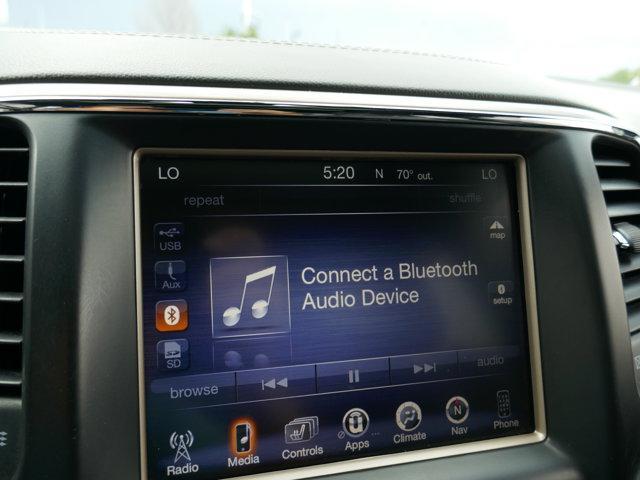 LO 5:20 N 70° out. LO
repeat shuffle
USB
map
Aux
Connect a Bluetooth
Audio Device
setup
SD
browse audio
Radio Media Controls Apps Climate Nav Phone